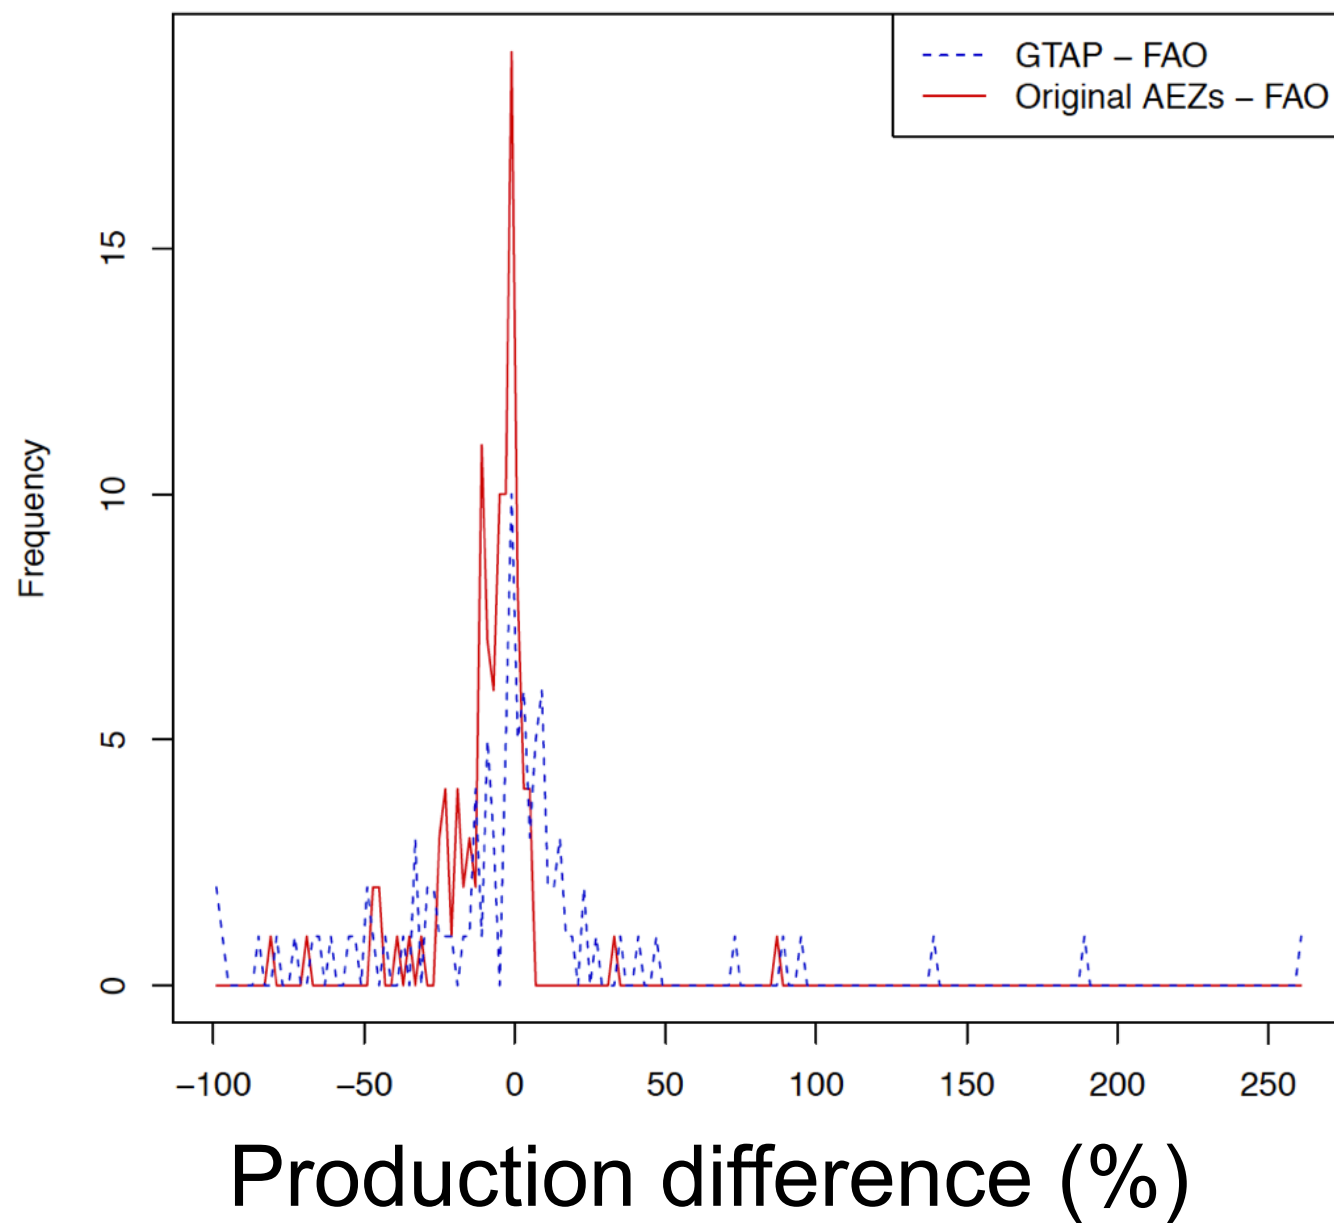 GTAP – FAO
Original AEZs – FAO
Frequency
15
10
5
0
−100 −50 0 50 100 150 200 250
Production difference (%)